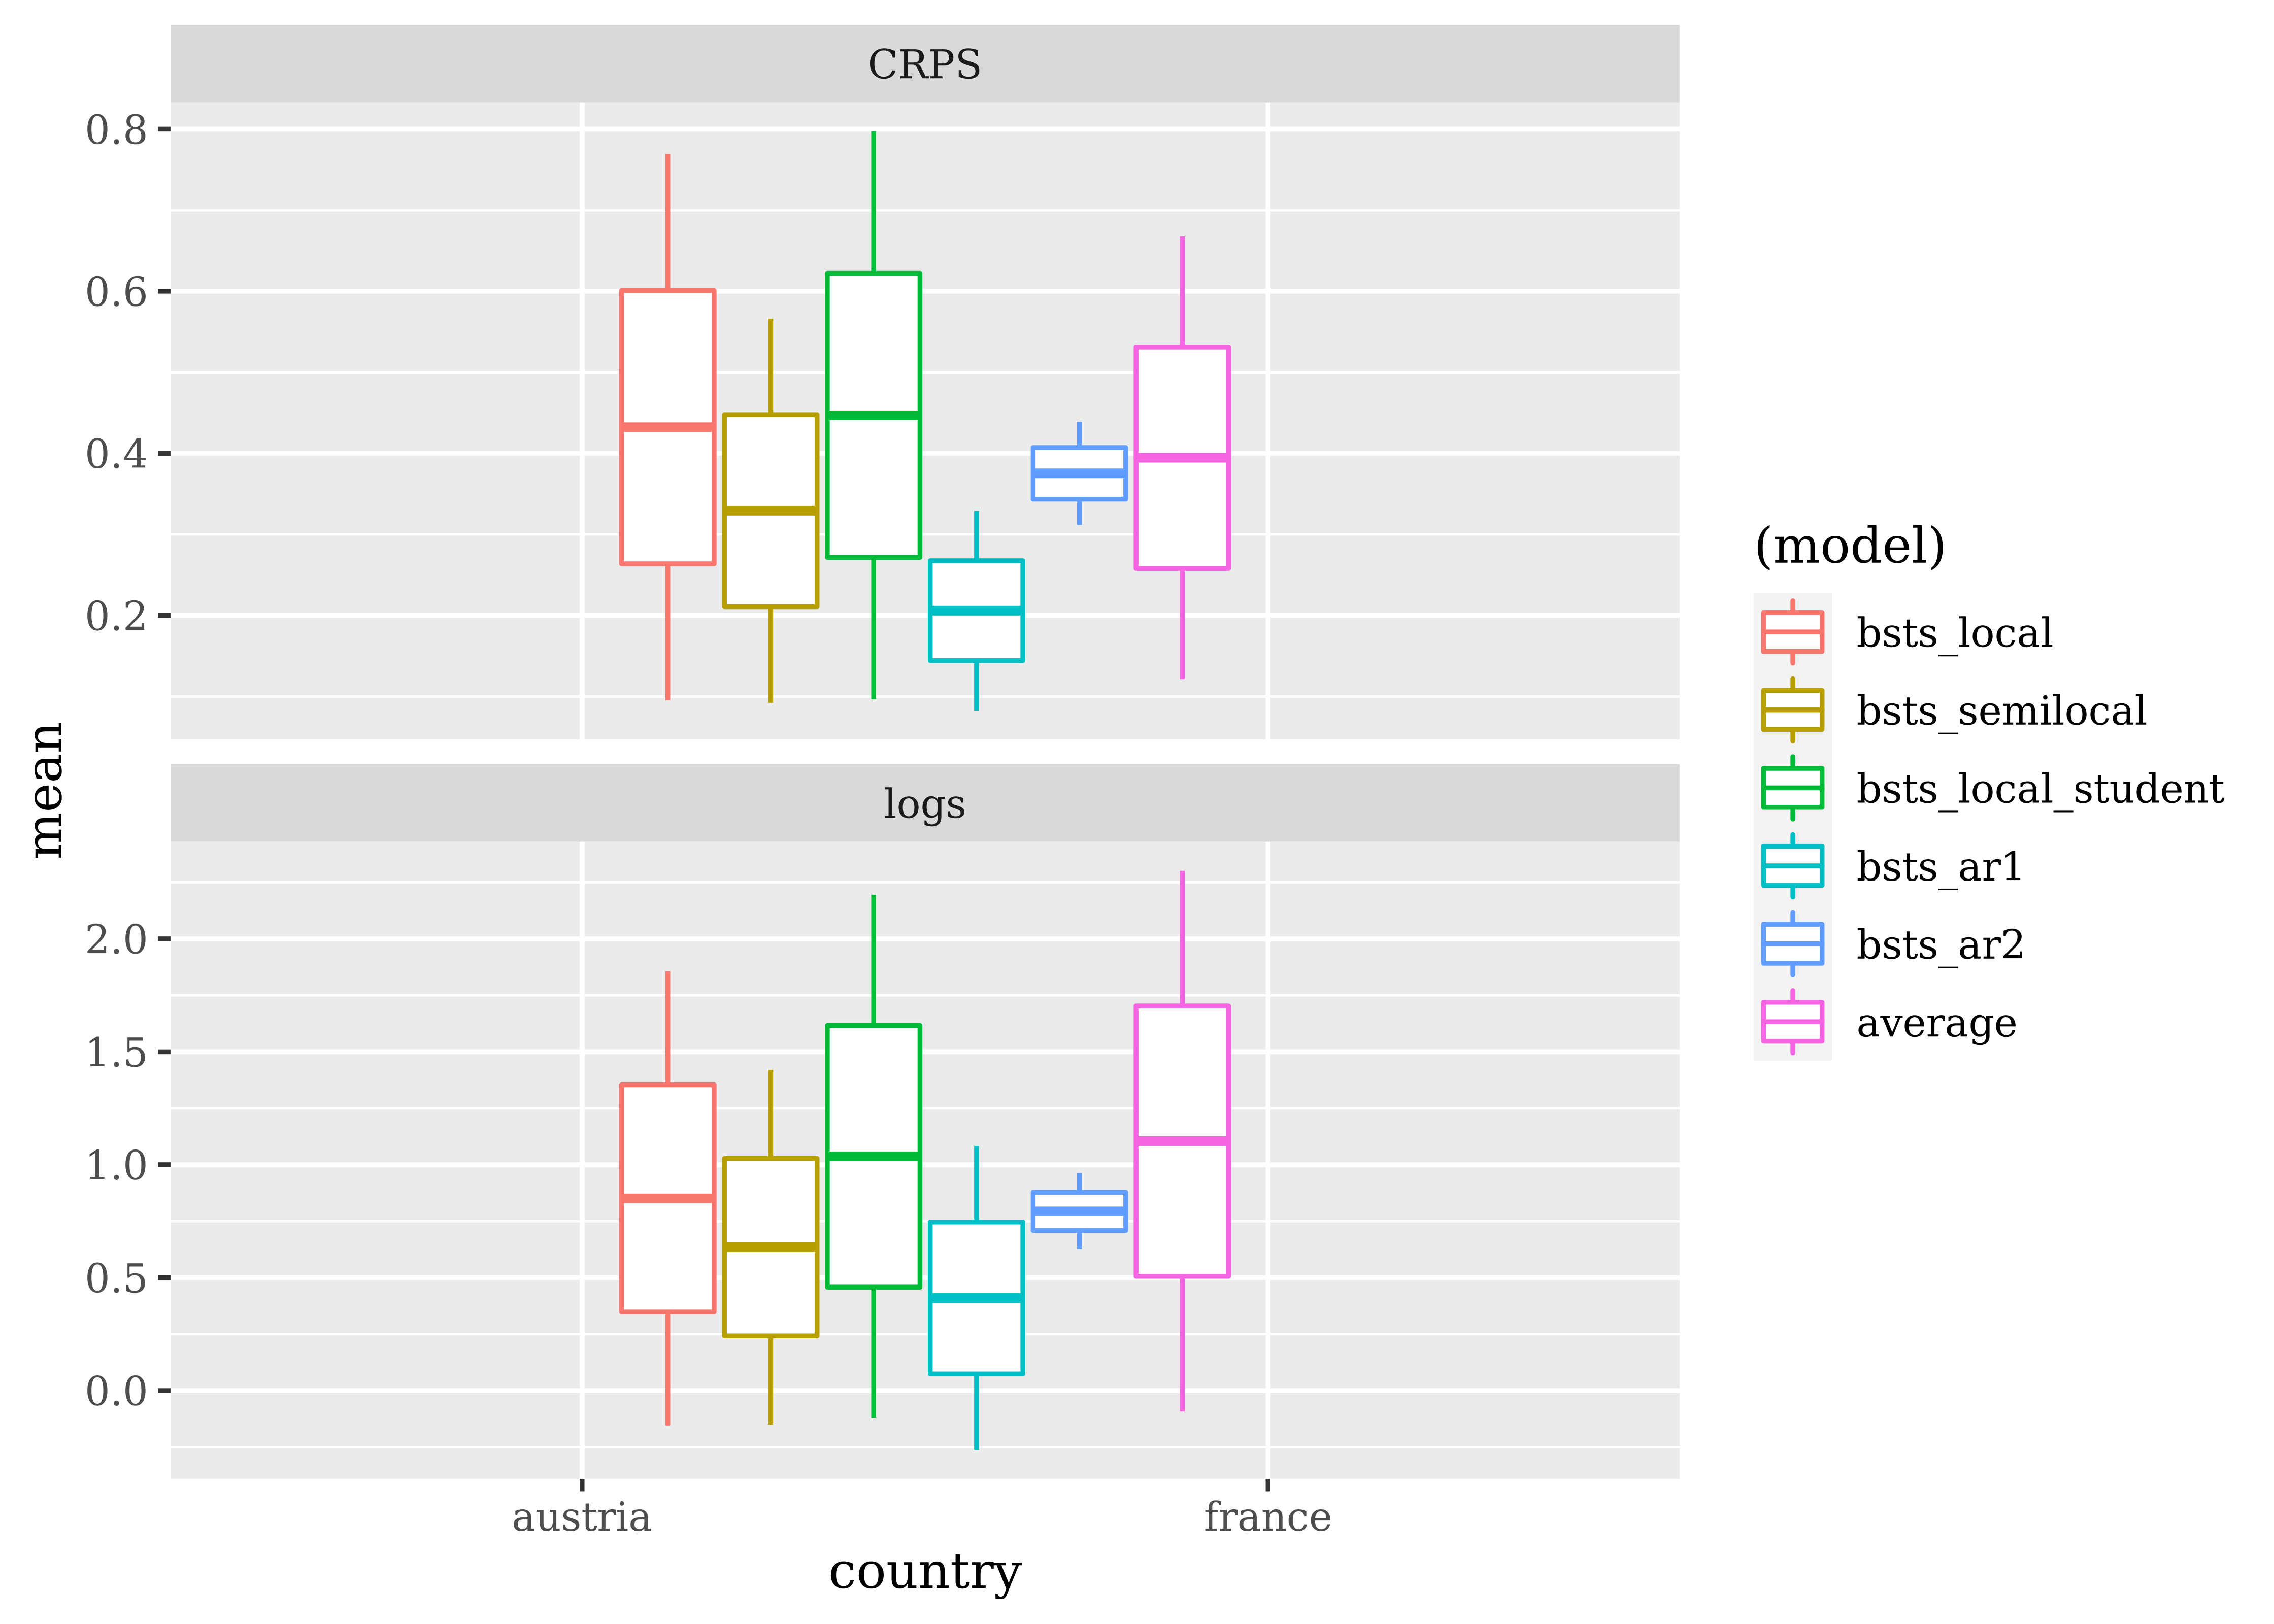 CRPS
0.8
0.6
0.4
0.2
mean
logs
2.0
1.5
1.0
0.5
0.0
austria
france
country
(model)
bsts_local
bsts_semilocal
bsts_local_student
bsts_ar1
bsts_ar2
average